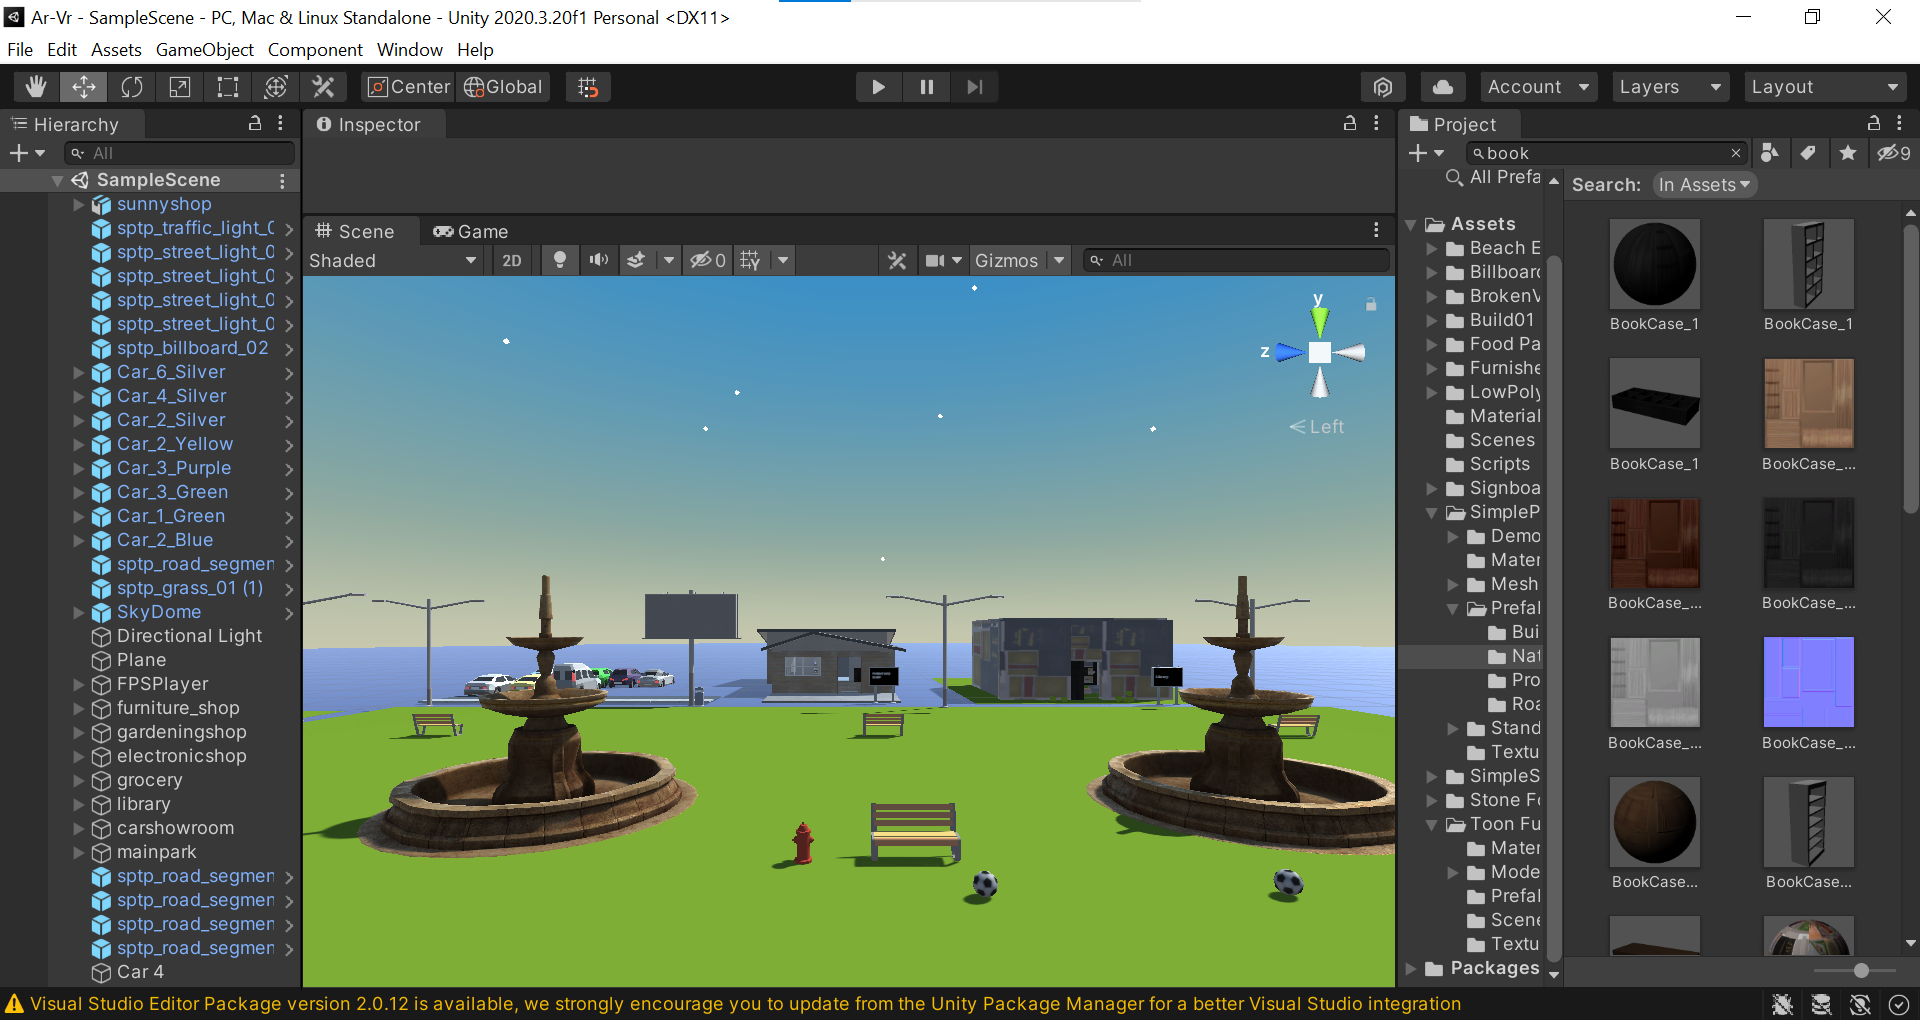 Ar-Vr - SampleScene - PC, Mac & Linux Standalone - Unity 2020.3.20f1 Personal <DX11>
File Edit Assets GameObject Component Window Help
Center Global Account Layers Layout
Hierarchy
All
SampleScene
sunnyshop
sptp_traffic_light_0
sptp_street_light_0
sptp_street_light_0
sptp_street_light_0
sptp_street_light_0
sptp_billboard_02
Car_6_Silver
Car_4_Silver
Car_2_Silver
Car_2_Yellow
Car_3_Purple
Car_3_Green
Car_1_Green
Car_2_Blue
sptp_road_segmen
sptp_grass_01 (1)
SkyDome
Directional Light
Plane
FPSPlayer
furniture_shop
gardeningshop
electronicshop
grocery
library
carshowroom
mainpark
sptp_road_segmen
sptp_road_segmen
sptp_road_segmen
sptp_road_segmen
Car 4
Inspector
Scene Game
Shaded 2D 0 Gizmos All
y
z
Left
Library
Project
book 9
All Prefa
Assets
Beach E
Billboard
BrokenV
Build01
Food Pa
Furnishe
LowPoly
Material
Scenes
Scripts
Signboa
SimpleP
Demo
Mater
Mesh
Prefal
Bui
Nat
Pro
Roa
Stand
Textu
SimpleS
Stone Fo
Toon Fu
Mater
Mode
Prefal
Scene
Textu
Packages
Search: In Assets
BookCase_1 BookCase_1
BookCase_1 BookCase_...
BookCase_... BookCase_...
BookCase_... BookCase_...
BookCase... BookCase...
Visual Studio Editor Package version 2.0.12 is available, we strongly encourage you to update from the Unity Package Manager for a better Visual Studio integration